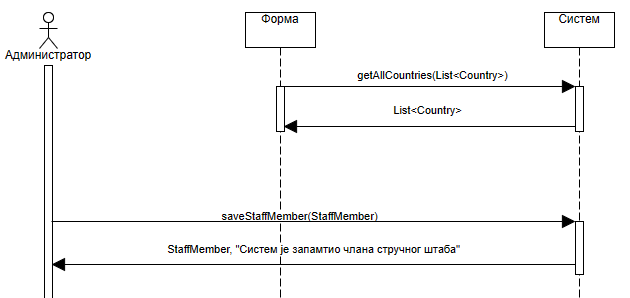 Форма
Систем
Администратор
getAllCountries(List<Country>)
List<Country>
saveStaffMember(StaffMember)
StaffMember, "Систем је запамтио члана стручног штаба"